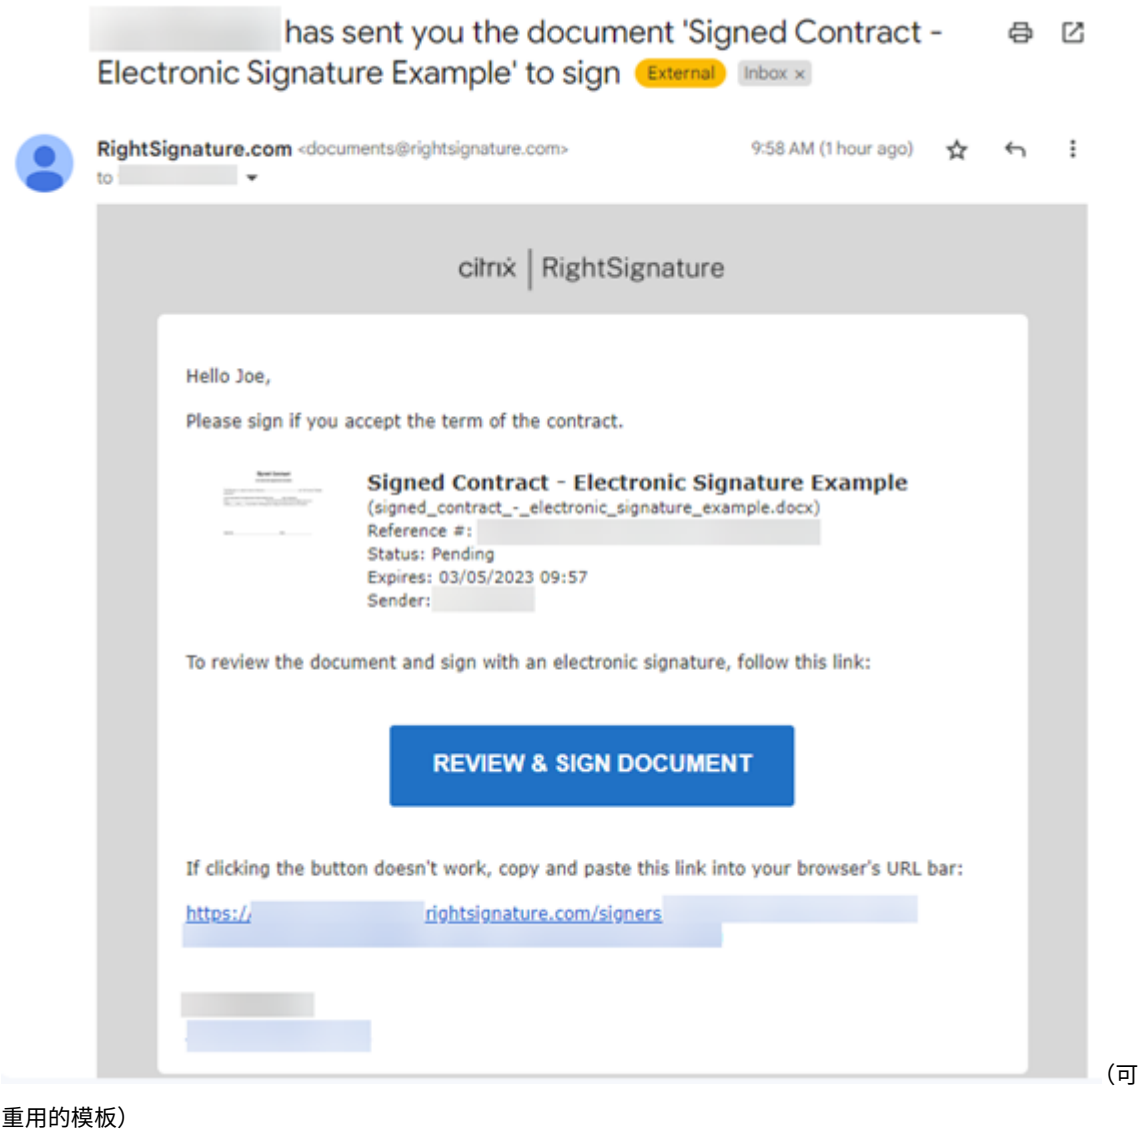 has sent you the document 'Signed Contract -
Electronic Signature Example' to sign External Inbox ×
RightSignature.com <documents@rightsignature.com> 9:58 AM (1 hour ago)
to
citrix | RightSignature
Hello Joe,
Please sign if you accept the term of the contract.
Signed Contract - Electronic Signature Example
(signed_contract_-_electronic_signature_example.docx)
Reference #:
Status: Pending
Expires: 03/05/2023 09:57
Sender:
To review the document and sign with an electronic signature, follow this link:
REVIEW & SIGN DOCUMENT
If clicking the button doesn't work, copy and paste this link into your browser's URL bar:
https:// rightsignature.com/signers
（可
重用的模板）